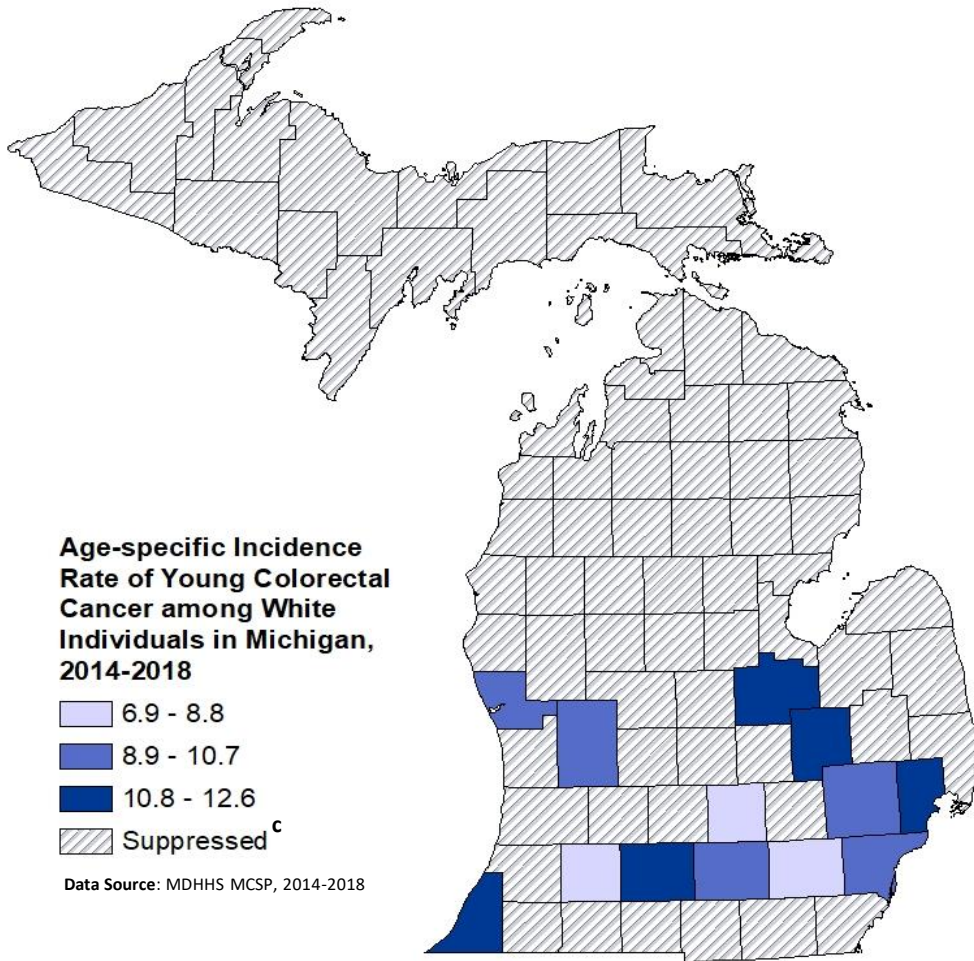 Age-specific Incidence
Rate of Young Colorectal
Cancer among White
Individuals in Michigan,
2014-2018
6.9 - 8.8
8.9 - 10.7
10.8 - 12.6
Suppressed c
Data Source: MDHHS MCSP, 2014-2018